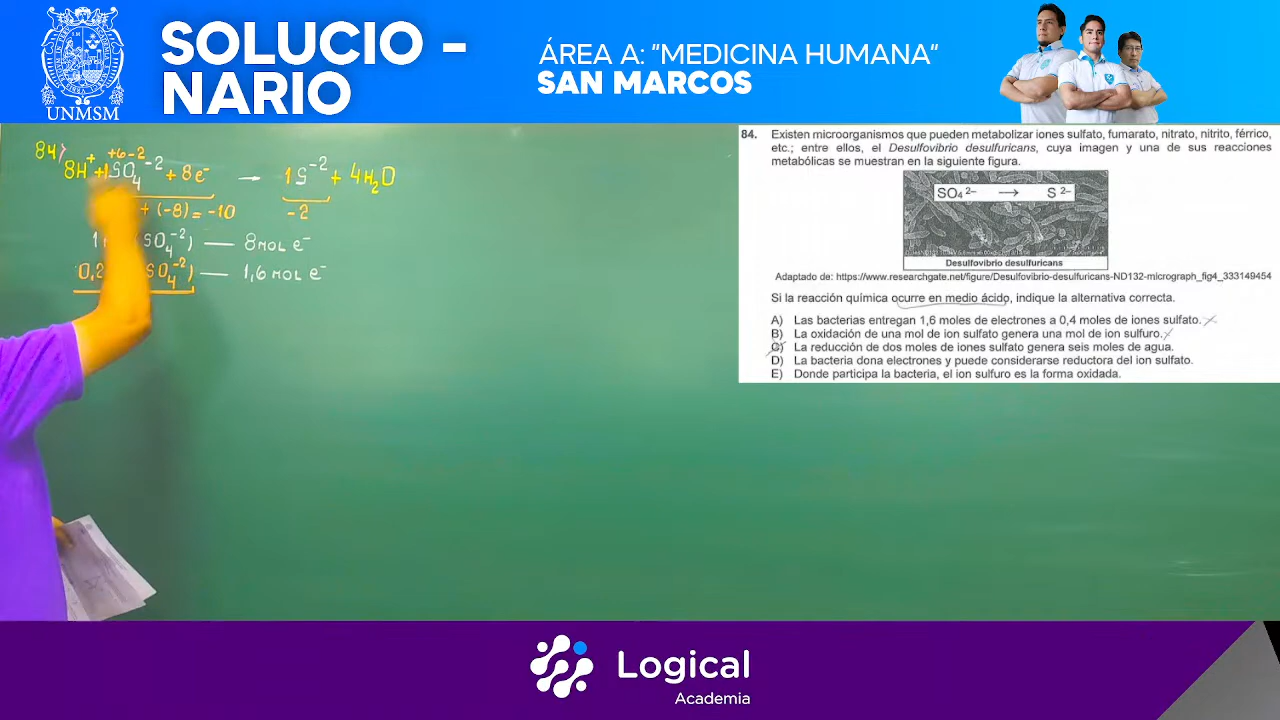 UNMSM
SOLUCIO -
NARIO
ÁREA A: "MEDICINA HUMANA"
SAN MARCOS
84)
+6 -2
8H+ + 1SO4-2 + 8e- → 1S-2 + 4H2O
+ (-8) = -10
-2
1 SO4-2) — 8 MOL e-
0,2 SO4-2) — 1,6 MOL e-
84. Existen microorganismos que pueden metabolizar iones sulfato, fumarato, nitrato, nitrito, férrico,
etc.; entre ellos, el Desulfovibrio desulfuricans, cuya imagen y una de sus reacciones
metabólicas se muestran en la siguiente figura.
SO4 2– → S 2–
Desulfovibrio desulfuricans
Adaptado de: https://www.researchgate.net/figure/Desulfovibrio-desulfuricans-ND132-micrograph_fig4_333149454
Si la reacción química ocurre en medio ácido, indique la alternativa correcta.
A) Las bacterias entregan 1,6 moles de electrones a 0,4 moles de iones sulfato.
B) La oxidación de una mol de ion sulfato genera una mol de ion sulfuro.
C) La reducción de dos moles de iones sulfato genera seis moles de agua.
D) La bacteria dona electrones y puede considerarse reductora del ion sulfato.
E) Donde participa la bacteria, el ion sulfuro es la forma oxidada.
Logical
Academia